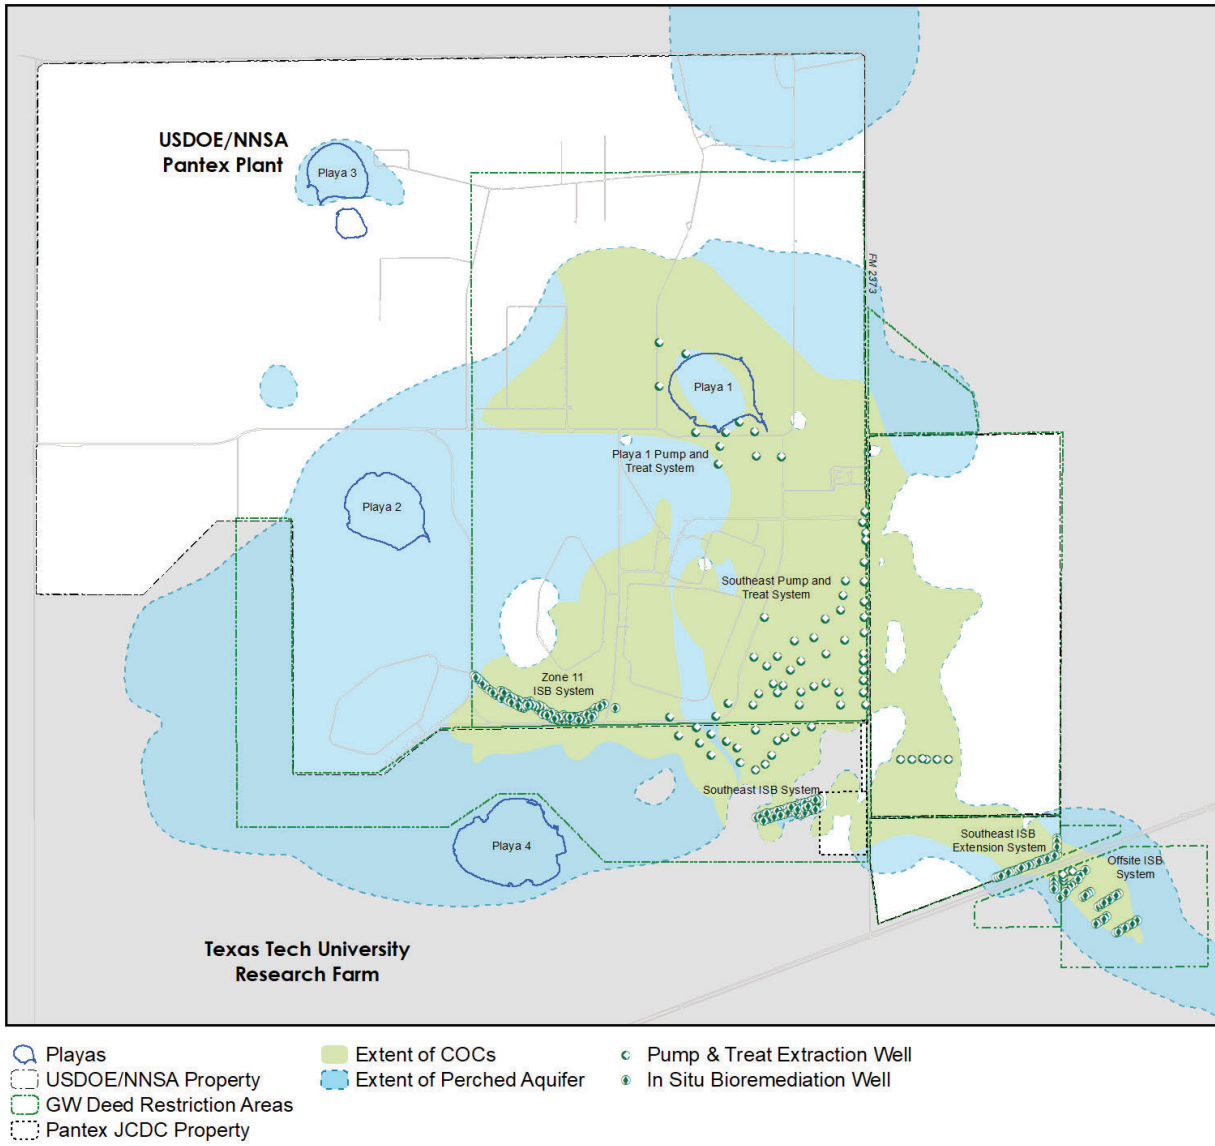 USDOE/NNSA
Pantex Plant
Playa 3
FM 2373
Playa 1
Playa 1 Pump and
Treat System
Playa 2
Southeast Pump and
Treat System
Zone 11
ISB System
Southeast ISB System
Playa 4
Southeast ISB
Extension System
Offsite ISB
System
Texas Tech University
Research Farm
Playas
USDOE/NNSA Property
GW Deed Restriction Areas
Pantex JCDC Property
Extent of COCs
Extent of Perched Aquifer
Pump & Treat Extraction Well
In Situ Bioremediation Well